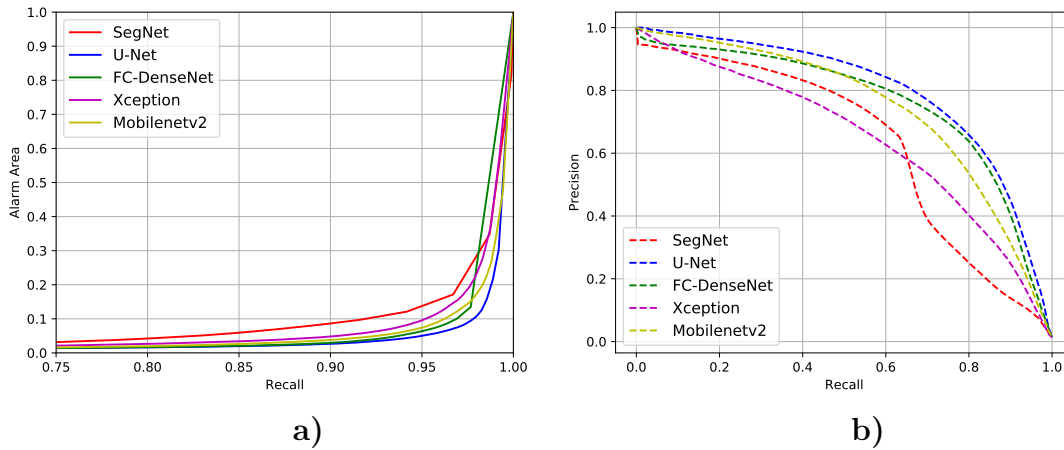 1.0
0.9
0.8
0.7
0.6
0.5
0.4
0.3
0.2
0.1
0.0
Alarm Area
SegNet
U-Net
FC-DenseNet
Xception
Mobilenetv2
0.75 0.80 0.85 0.90 0.95 1.00
Recall
a)
1.0
0.8
0.6
0.4
0.2
0.0
Precision
SegNet
U-Net
FC-DenseNet
Xception
Mobilenetv2
0.0 0.2 0.4 0.6 0.8 1.0
Recall
b)